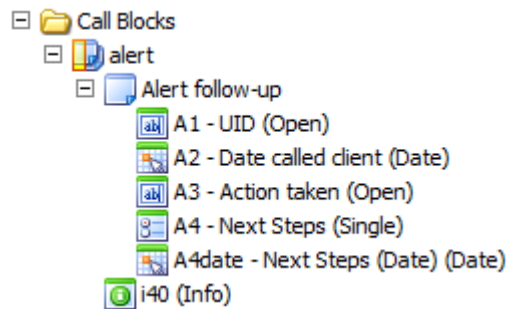 Call Blocks
alert
Alert follow-up
A1 - UID (Open)
A2 - Date called client (Date)
A3 - Action taken (Open)
A4 - Next Steps (Single)
A4date - Next Steps (Date) (Date)
i40 (Info)